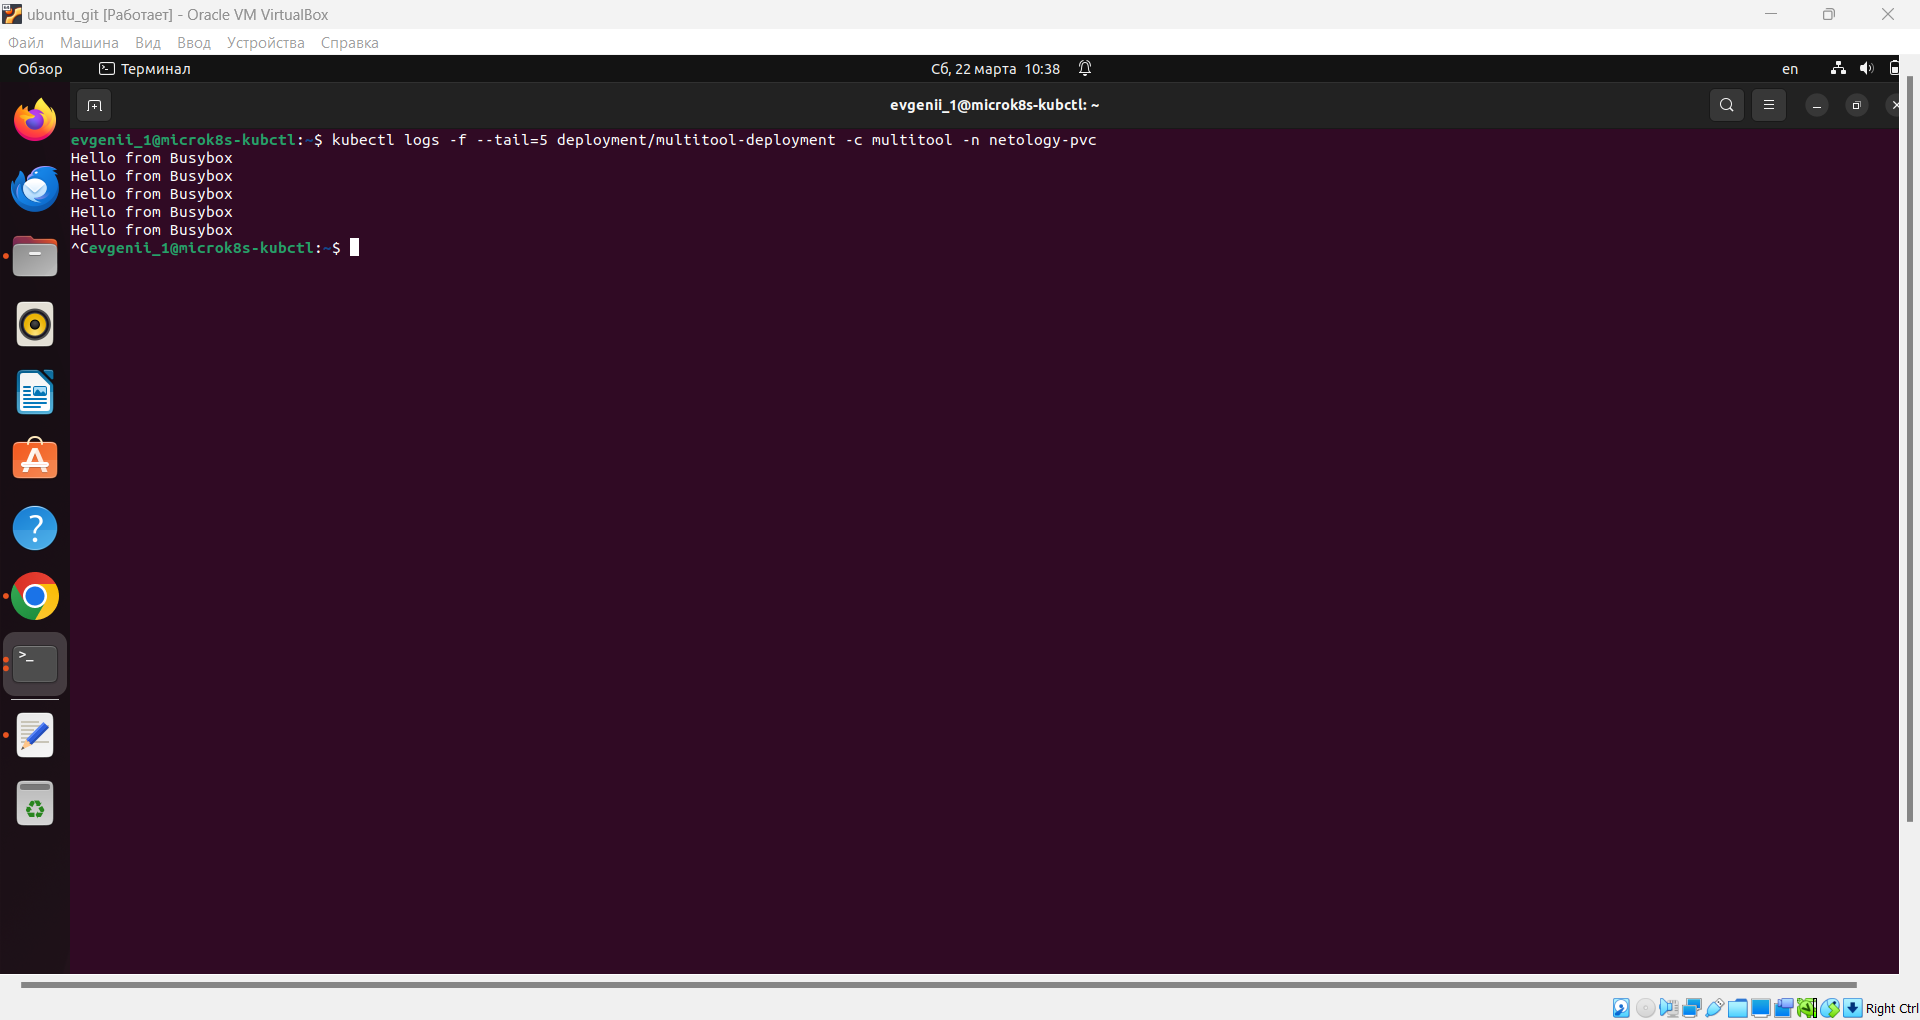 ubuntu_git [Работает] - Oracle VM VirtualBox
Файл Машина Вид Ввод Устройства Справка
Обзор Терминал Сб, 22 марта 10:38 en
evgenii_1@microk8s-kubctl: ~
evgenii_1@microk8s-kubctl:~$ kubectl logs -f --tail=5 deployment/multitool-deployment -c multitool -n netology-pvc
Hello from Busybox
Hello from Busybox
Hello from Busybox
Hello from Busybox
Hello from Busybox
^Cevgenii_1@microk8s-kubctl:~$
Right Ctrl